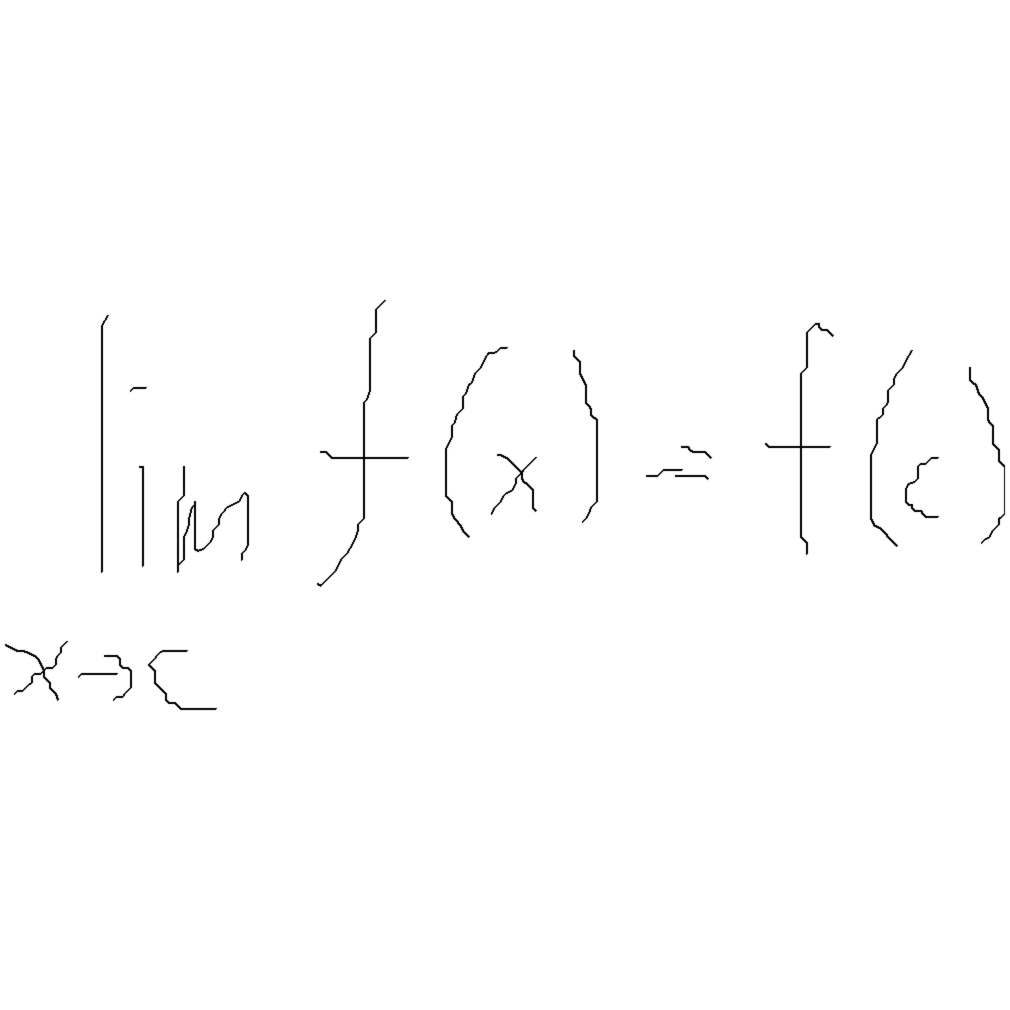 lim f(x) = f(c)
x→c